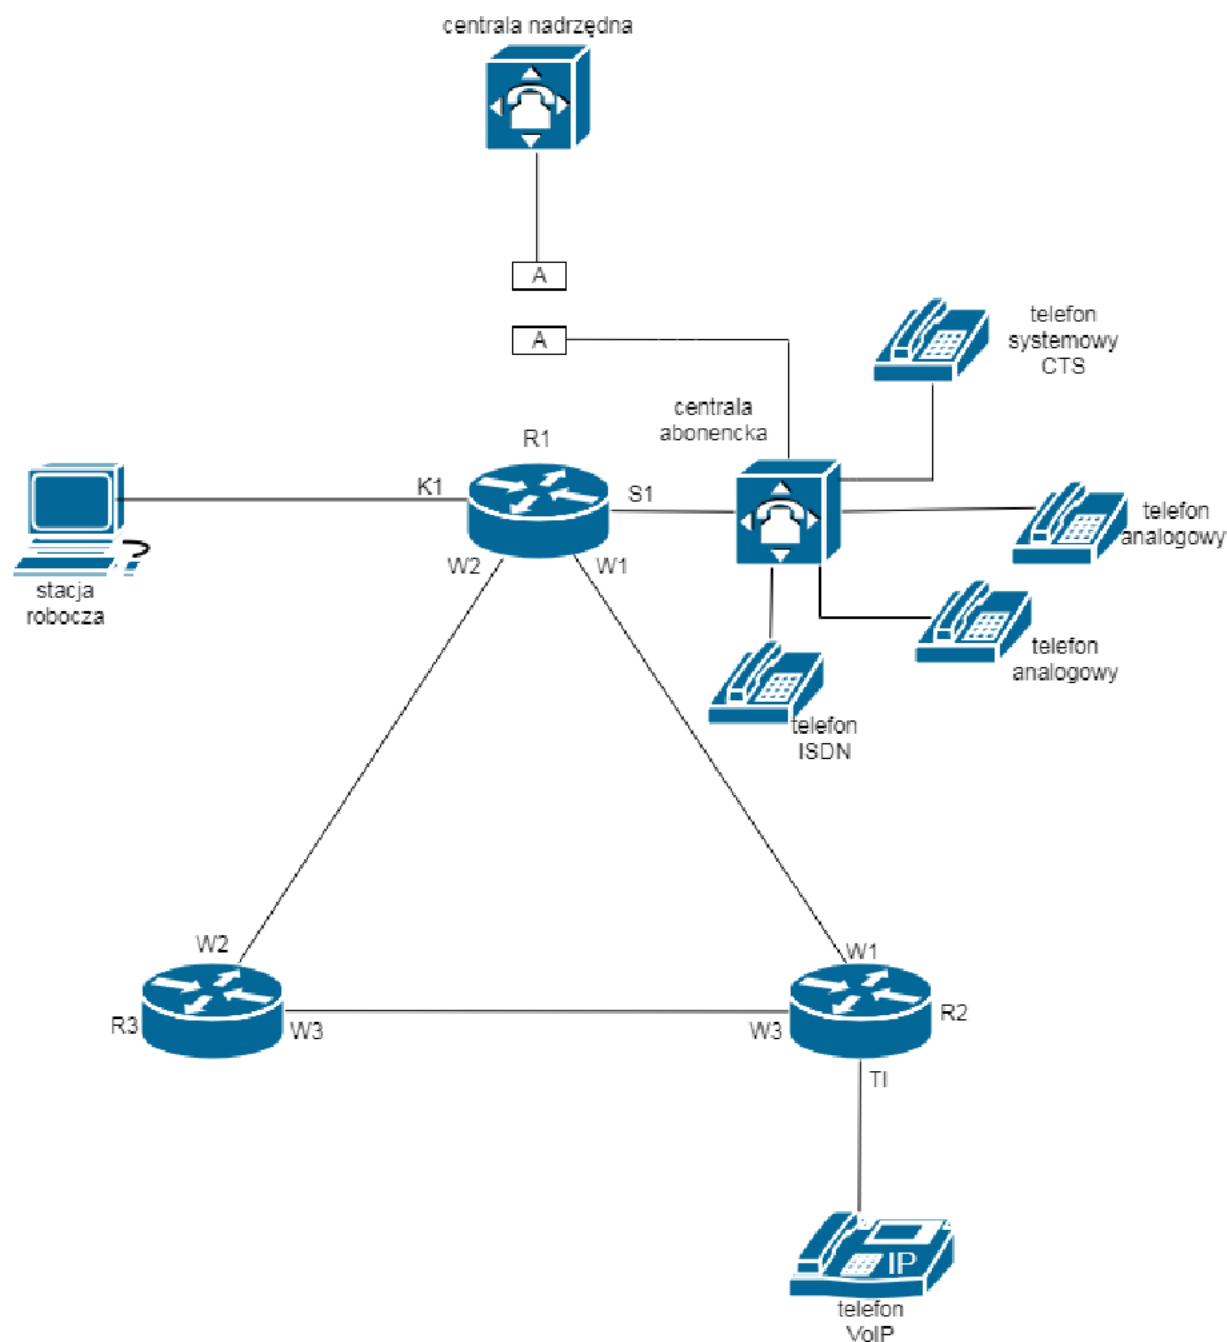 centrala nadrzędna
A
A
telefon
systemowy
CTS
centrala
abonencka
R1
K1
S1
telefon
analogowy
W2
W1
stacja
robocza
telefon
analogowy
telefon
ISDN
W2
W1
R3
W3
W3
R2
TI
IP
telefon
VoIP